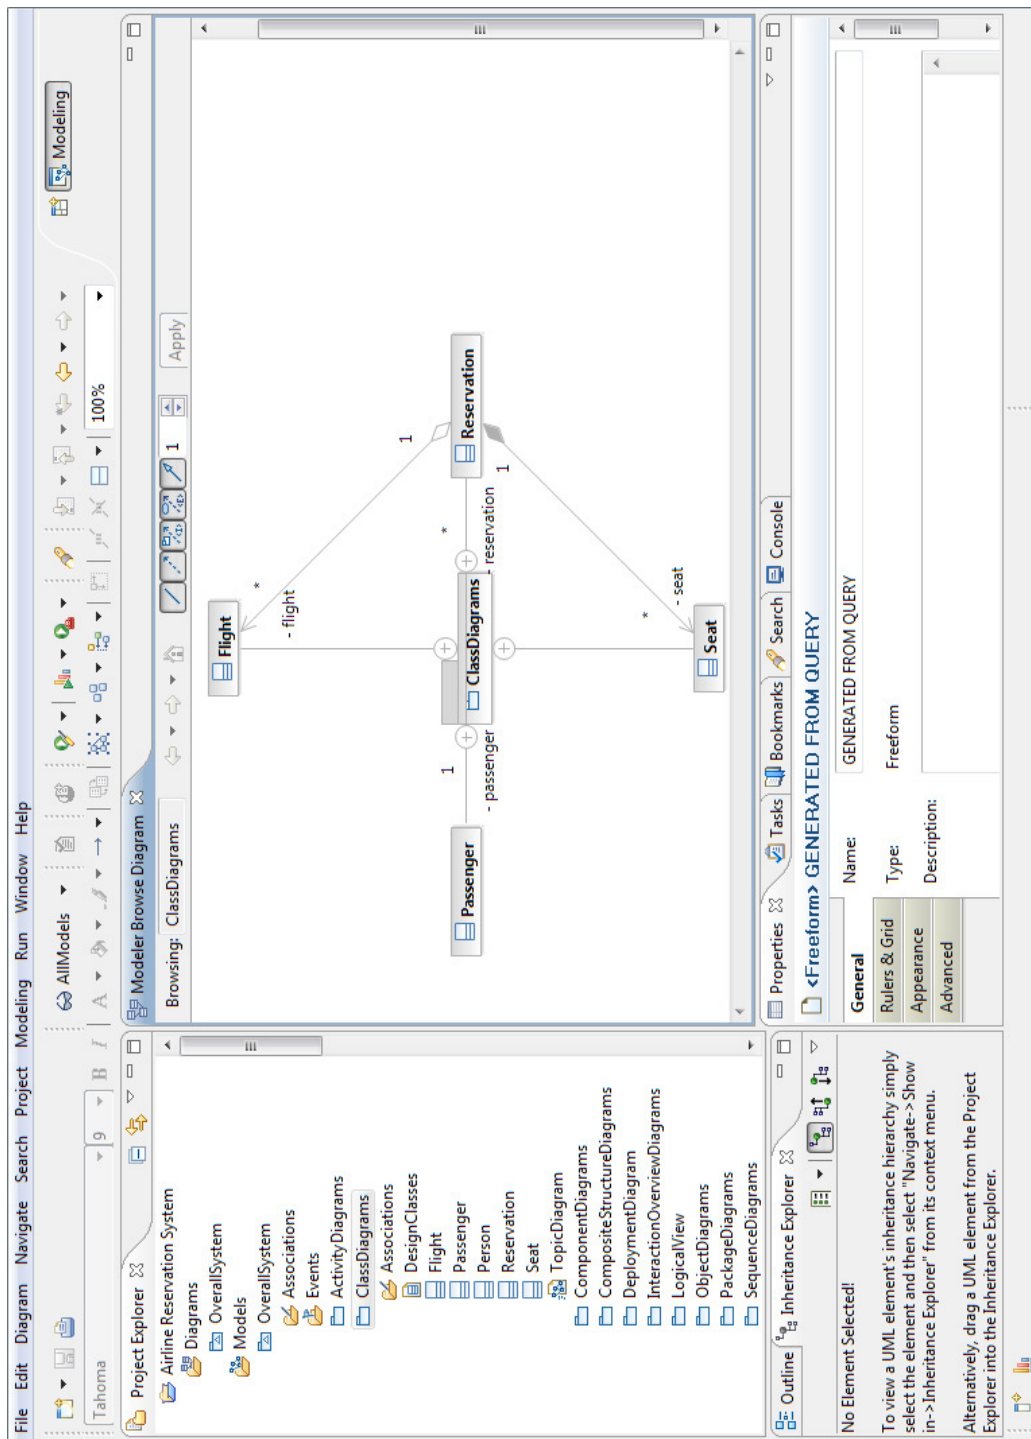 File Edit Diagram Navigate Search Project Modeling Run Window Help
AllModels
Modeling
Tahoma 9 B I A 100%
Project Explorer
Airline Reservation System
Diagrams
OverallSystem
Models
OverallSystem
Associations
Events
ActivityDiagrams
ClassDiagrams
Associations
DesignClasses
Flight
Passenger
Person
Reservation
Seat
TopicDiagram
ComponentDiagrams
CompositeStructureDiagrams
DeploymentDiagram
InteractionOverviewDiagrams
LogicalView
ObjectDiagrams
PackageDiagrams
SequenceDiagrams
Outline Inheritance Explorer
No Element Selected!
To view a UML element's inheritance hierarchy simply
select the element and then select "Navigate->Show
in->Inheritance Explorer" from its context menu.
Alternatively, drag a UML element from the Project
Explorer into the Inheritance Explorer.
Modeler Browse Diagram
Browsing: ClassDiagrams 1 Apply
Flight
*
- flight
1
Passenger
1
- passenger
ClassDiagrams
*
- reservation
Reservation
1
*
- seat
Seat
Properties Tasks Bookmarks Search Console
<Freeform> GENERATED FROM QUERY
General
Rulers & Grid
Appearance
Advanced
Name: GENERATED FROM QUERY
Type: Freeform
Description: